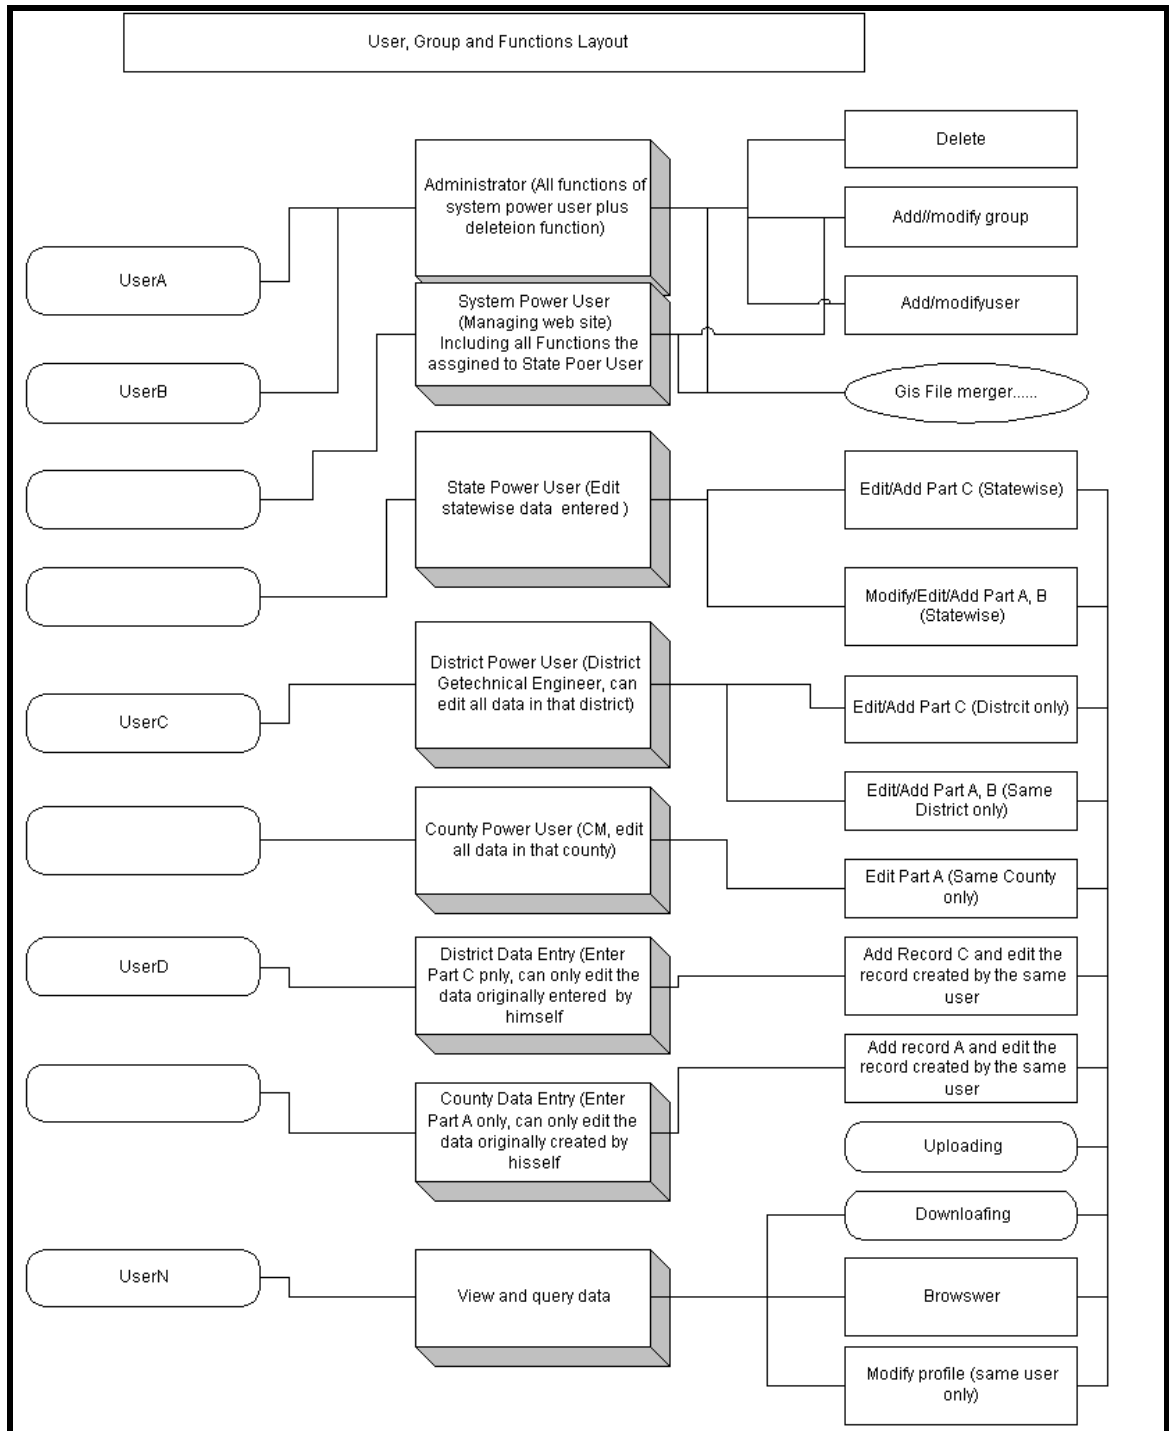 User, Group and Functions Layout
Delete
Administrator (All functions of
system power user plus
deleteion function)
Add//modify group
UserA
System Power User
(Managing web site)
Including all Functions the
assgined to State Poer User
Add/modifyuser
UserB
Gis File merger......
State Power User (Edit
statewise data entered )
Edit/Add Part C (Statewise)
Modify/Edit/Add Part A, B
(Statewise)
District Power User (District
Getechnical Engineer, can
edit all data in that district)
UserC
Edit/Add Part C (Distrcit only)
Edit/Add Part A, B (Same
District only)
County Power User (CM, edit
all data in that county)
Edit Part A (Same County
only)
UserD
District Data Entry (Enter
Part C pnly, can only edit the
data originally entered by
himself
Add Record C and edit the
record created by the same
user
Add record A and edit the
record created by the same
user
County Data Entry (Enter
Part A only, can only edit the
data originally created by
hisself
Uploading
Downloafing
UserN
View and query data
Browswer
Modify profile (same user
only)